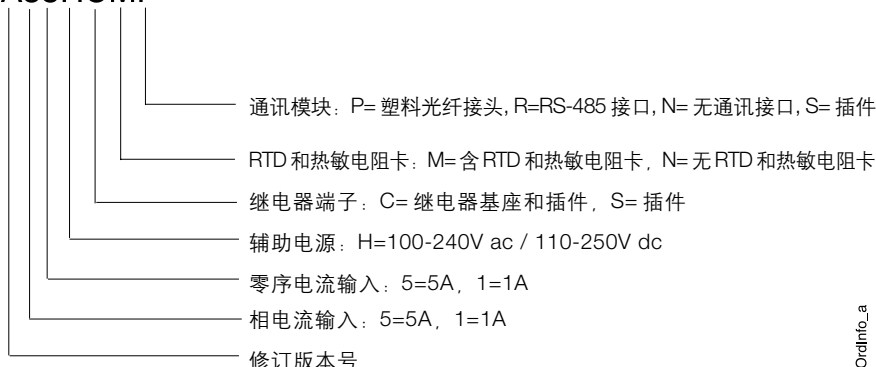 通讯模块：P= 塑料光纤接头, R=RS-485 接口, N= 无通讯接口, S= 插件
RTD 和热敏电阻卡：M= 含 RTD 和热敏电阻卡，N= 无 RTD 和热敏电阻卡
继电器端子：C= 继电器基座和插件，S= 插件
辅助电源：H=100-240V ac / 110-250V dc
零序电流输入：5=5A，1=1A
相电流输入：5=5A，1=1A
修订版本号
OrdInfo_a